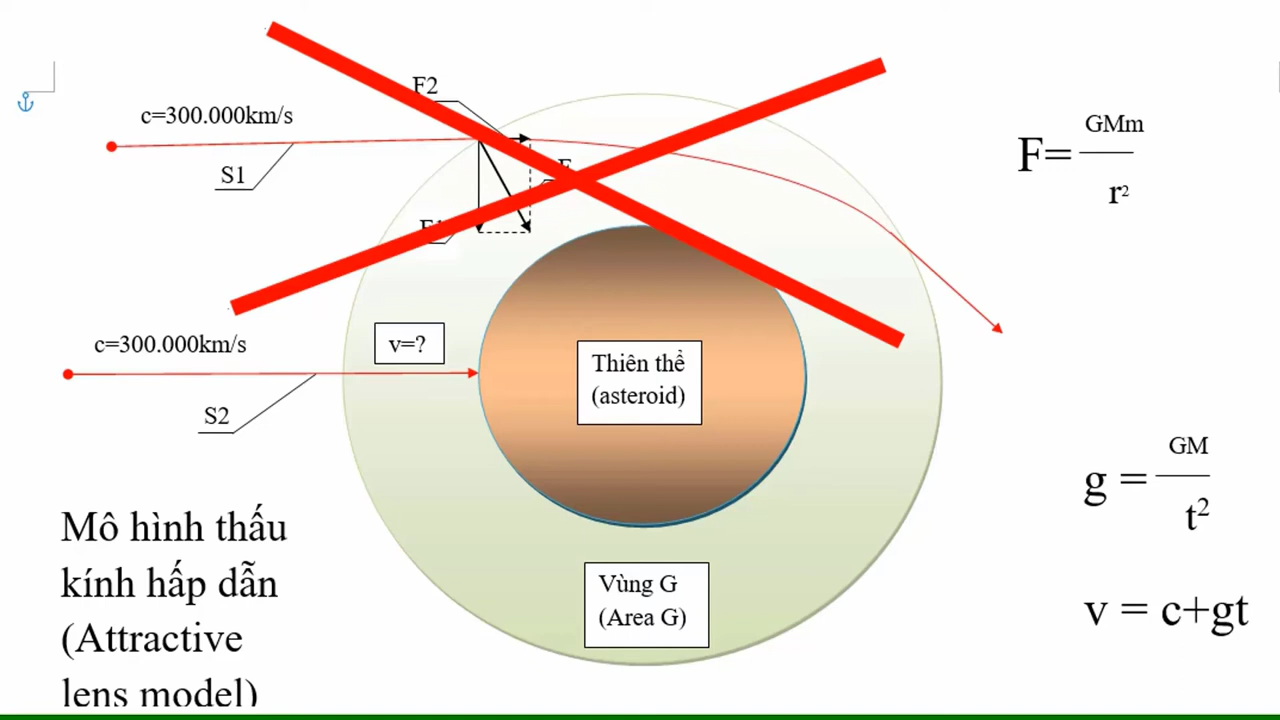 F2
c=300.000km/s
S1
F= GMm
r²
c=300.000km/s
v=?
S2
Thiên thể
(asteroid)
g = GM
t²
Mô hình thấu
kính hấp dẫn
(Attractive
lens model)
Vùng G
(Area G)
v = c+gt